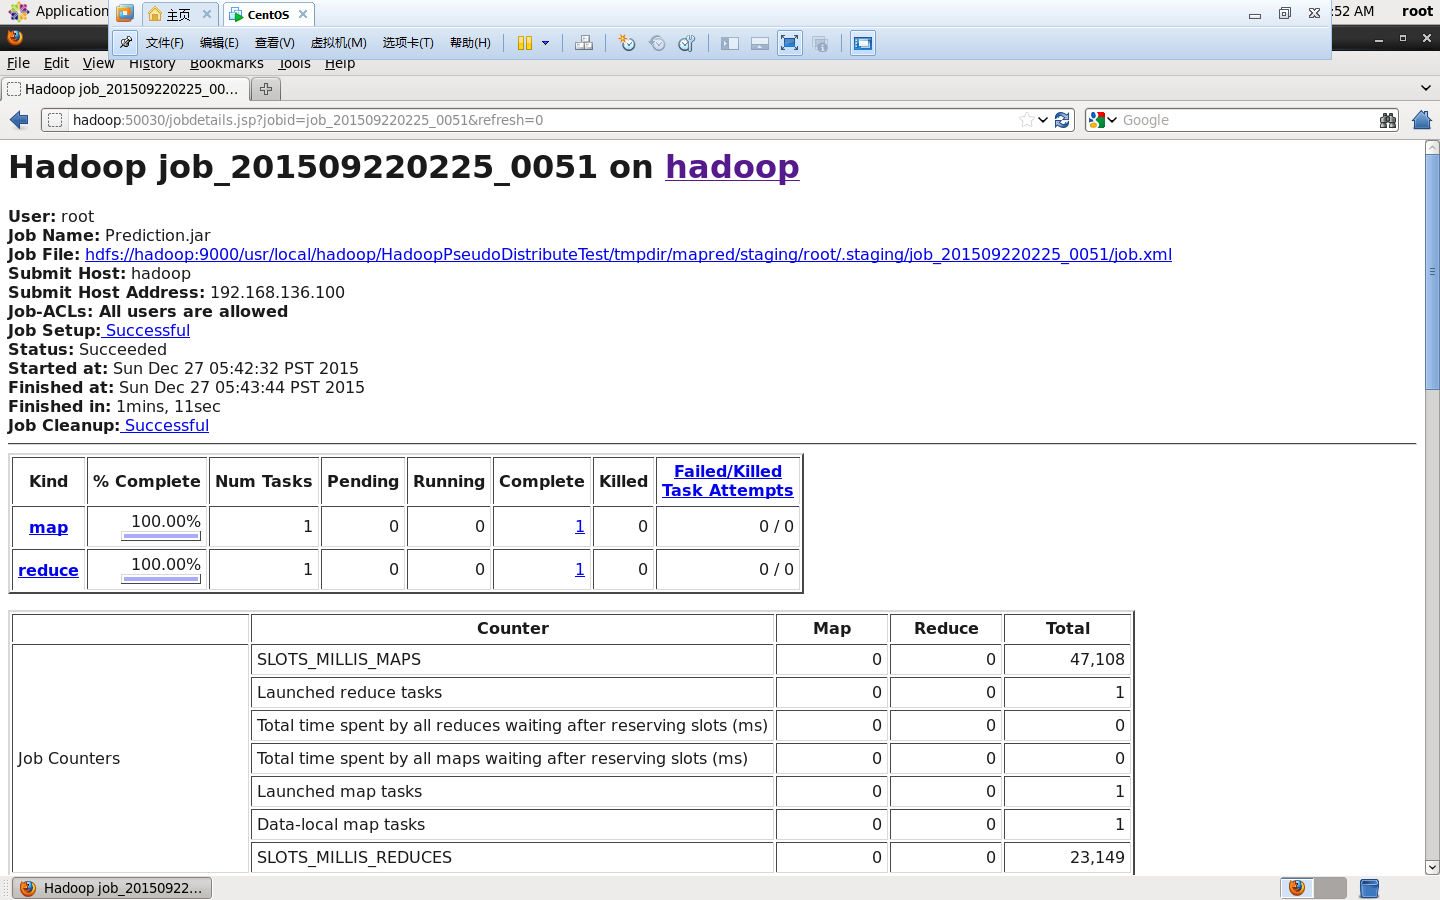 Application
主页
CentOS
:52 AM
root
文件(F) 编辑(E) 查看(V) 虚拟机(M) 选项卡(T) 帮助(H)
File Edit View History Bookmarks Tools Help
Hadoop job_201509220225_00...
hadoop:50030/jobdetails.jsp?jobid=job_201509220225_0051&refresh=0
Google
Hadoop job_201509220225_0051 on hadoop
User: root
Job Name: Prediction.jar
Job File: hdfs://hadoop:9000/usr/local/hadoop/HadoopPseudoDistributeTest/tmpdir/mapred/staging/root/.staging/job_201509220225_0051/job.xml
Submit Host: hadoop
Submit Host Address: 192.168.136.100
Job-ACLs: All users are allowed
Job Setup: Successful
Status: Succeeded
Started at: Sun Dec 27 05:42:32 PST 2015
Finished at: Sun Dec 27 05:43:44 PST 2015
Finished in: 1mins, 11sec
Job Cleanup: Successful
Kind % Complete Num Tasks Pending Running Complete Killed Failed/Killed Task Attempts
map 100.00% 1 0 0 1 0 0 / 0
reduce 100.00% 1 0 0 1 0 0 / 0
Counter Map Reduce Total
Job Counters
SLOTS_MILLIS_MAPS 0 0 47,108
Launched reduce tasks 0 0 1
Total time spent by all reduces waiting after reserving slots (ms) 0 0 0
Total time spent by all maps waiting after reserving slots (ms) 0 0 0
Launched map tasks 0 0 1
Data-local map tasks 0 0 1
SLOTS_MILLIS_REDUCES 0 0 23,149
Hadoop job_20150922...